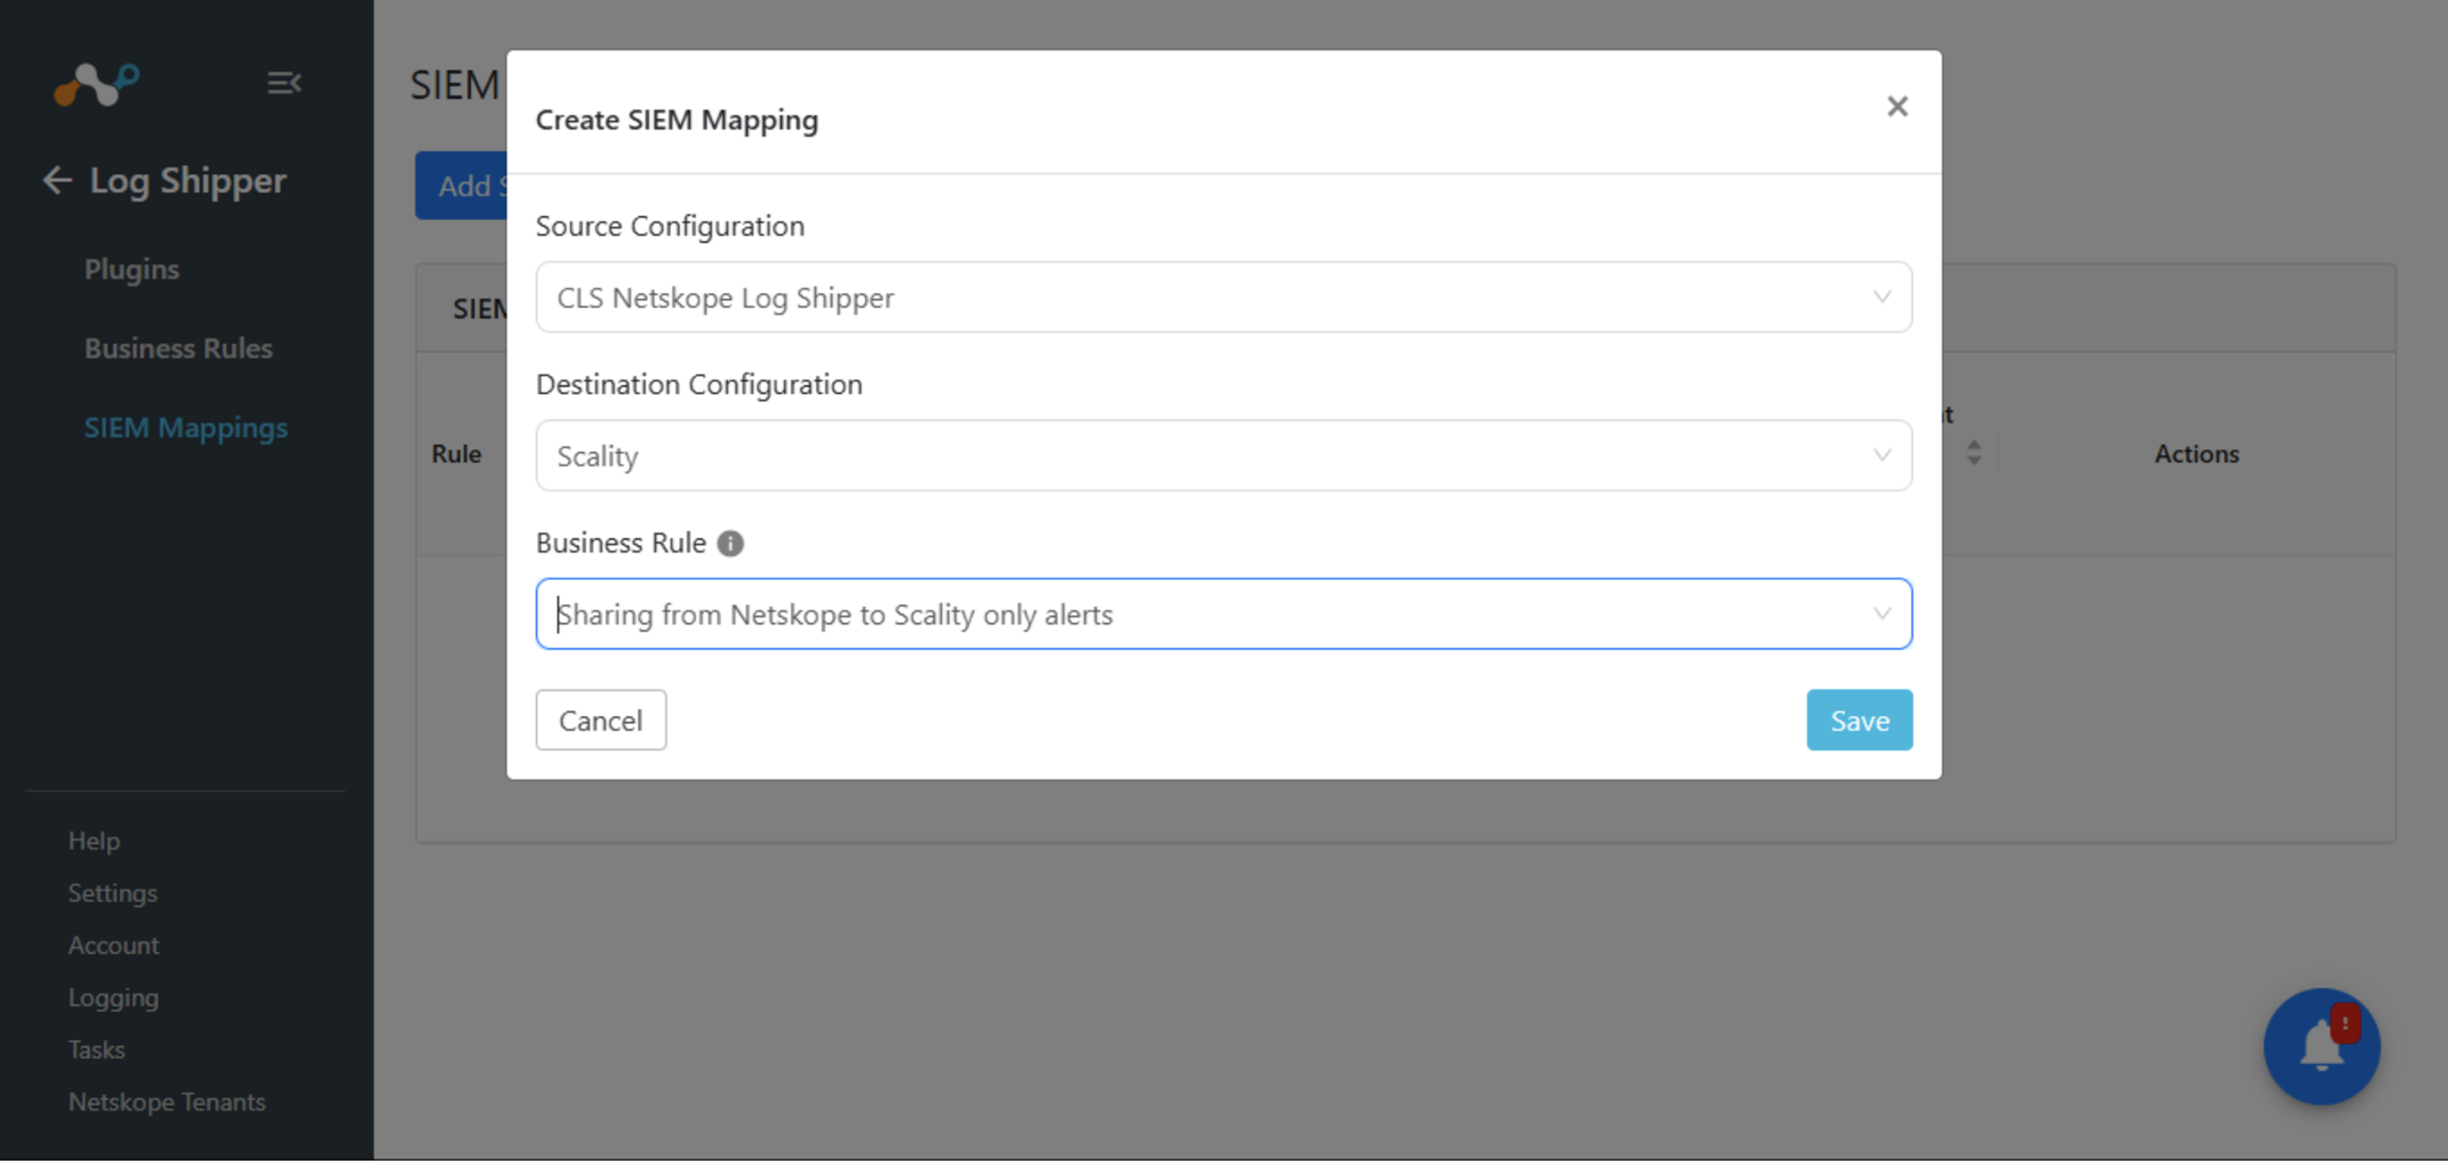 Log Shipper
Plugins
Business Rules
SIEM Mappings
Help
Settings
Account
Logging
Tasks
Netskope Tenants
SIEM
Add S
SIEM
Rule
Actions
Create SIEM Mapping
Source Configuration
CLS Netskope Log Shipper
Destination Configuration
Scality
Business Rule
Sharing from Netskope to Scality only alerts
Cancel
Save